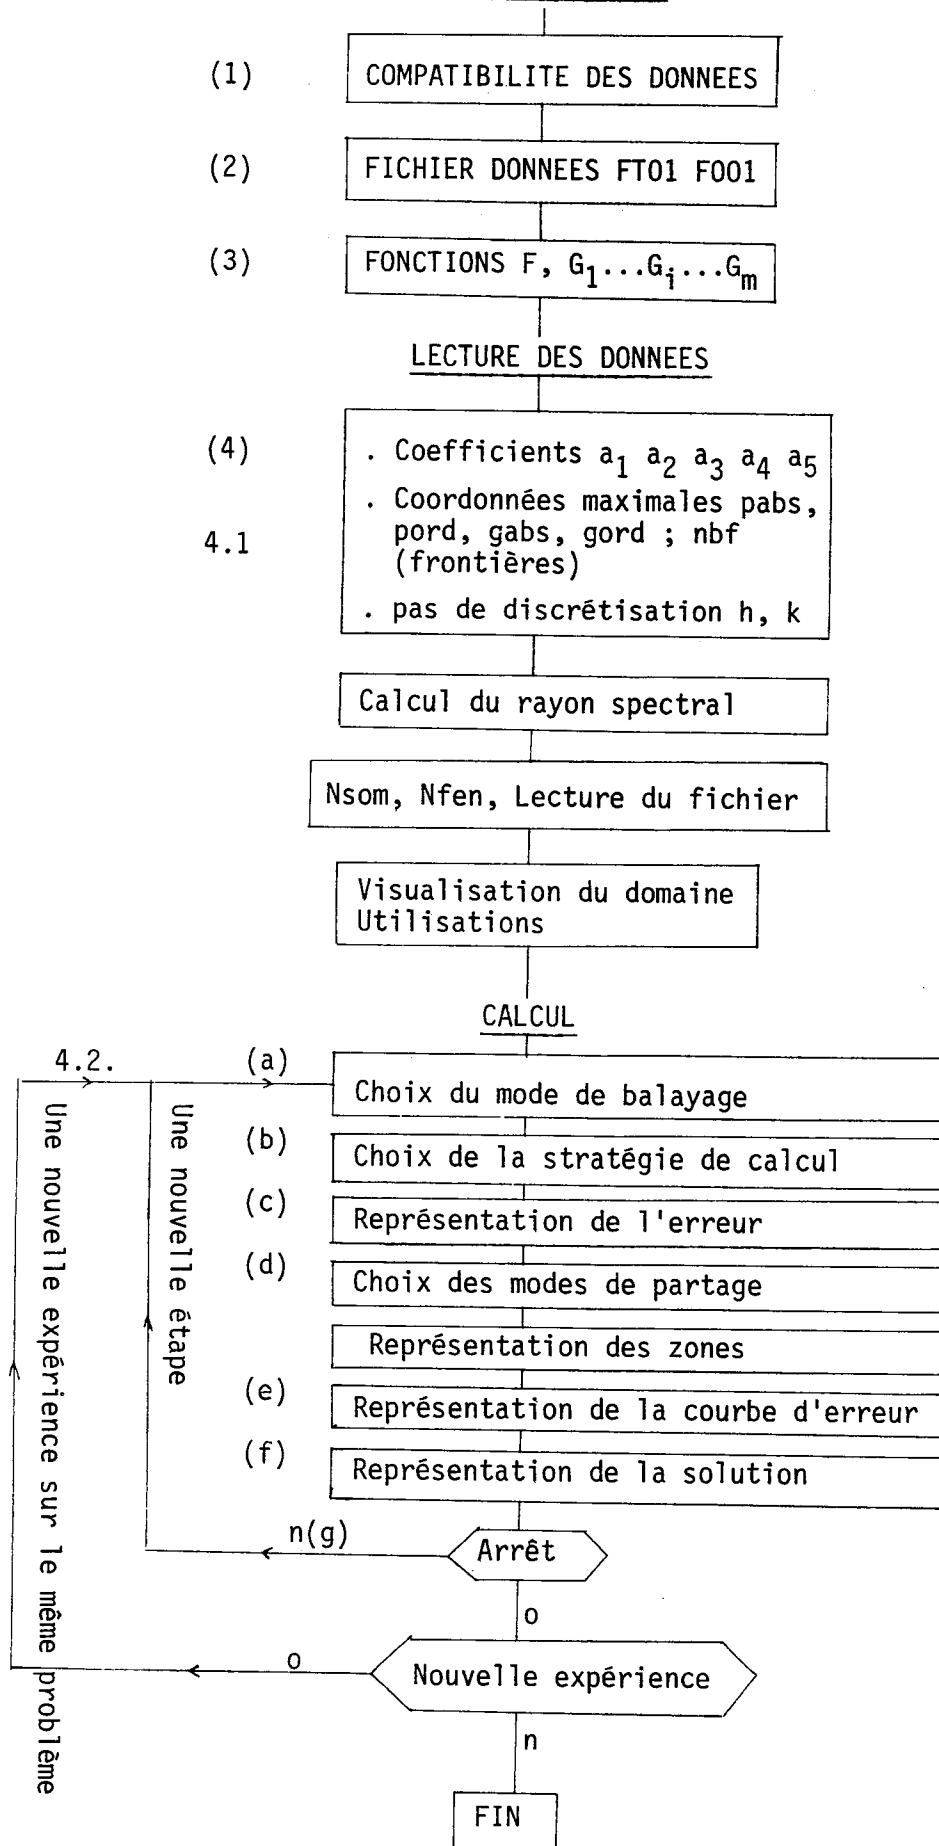 (1) COMPATIBILITE DES DONNEES
(2) FICHIER DONNEES FT01 F001
(3) FONCTIONS F, G₁...Gᵢ...Gₘ
LECTURE DES DONNEES
(4) . Coefficients a₁ a₂ a₃ a₄ a₅
. Coordonnées maximales pabs,
4.1 pord, gabs, gord ; nbf
(frontières)
. pas de discrétisation h, k
Calcul du rayon spectral
Nsom, Nfen, Lecture du fichier
Visualisation du domaine
Utilisations
CALCUL
4.2.
(a) Choix du mode de balayage
(b) Choix de la stratégie de calcul
(c) Représentation de l'erreur
(d) Choix des modes de partage
Représentation des zones
(e) Représentation de la courbe d'erreur
(f) Représentation de la solution
Une nouvelle étape
Une nouvelle expérience sur le même problème
n(g) Arrêt
o
o Nouvelle expérience
n
FIN